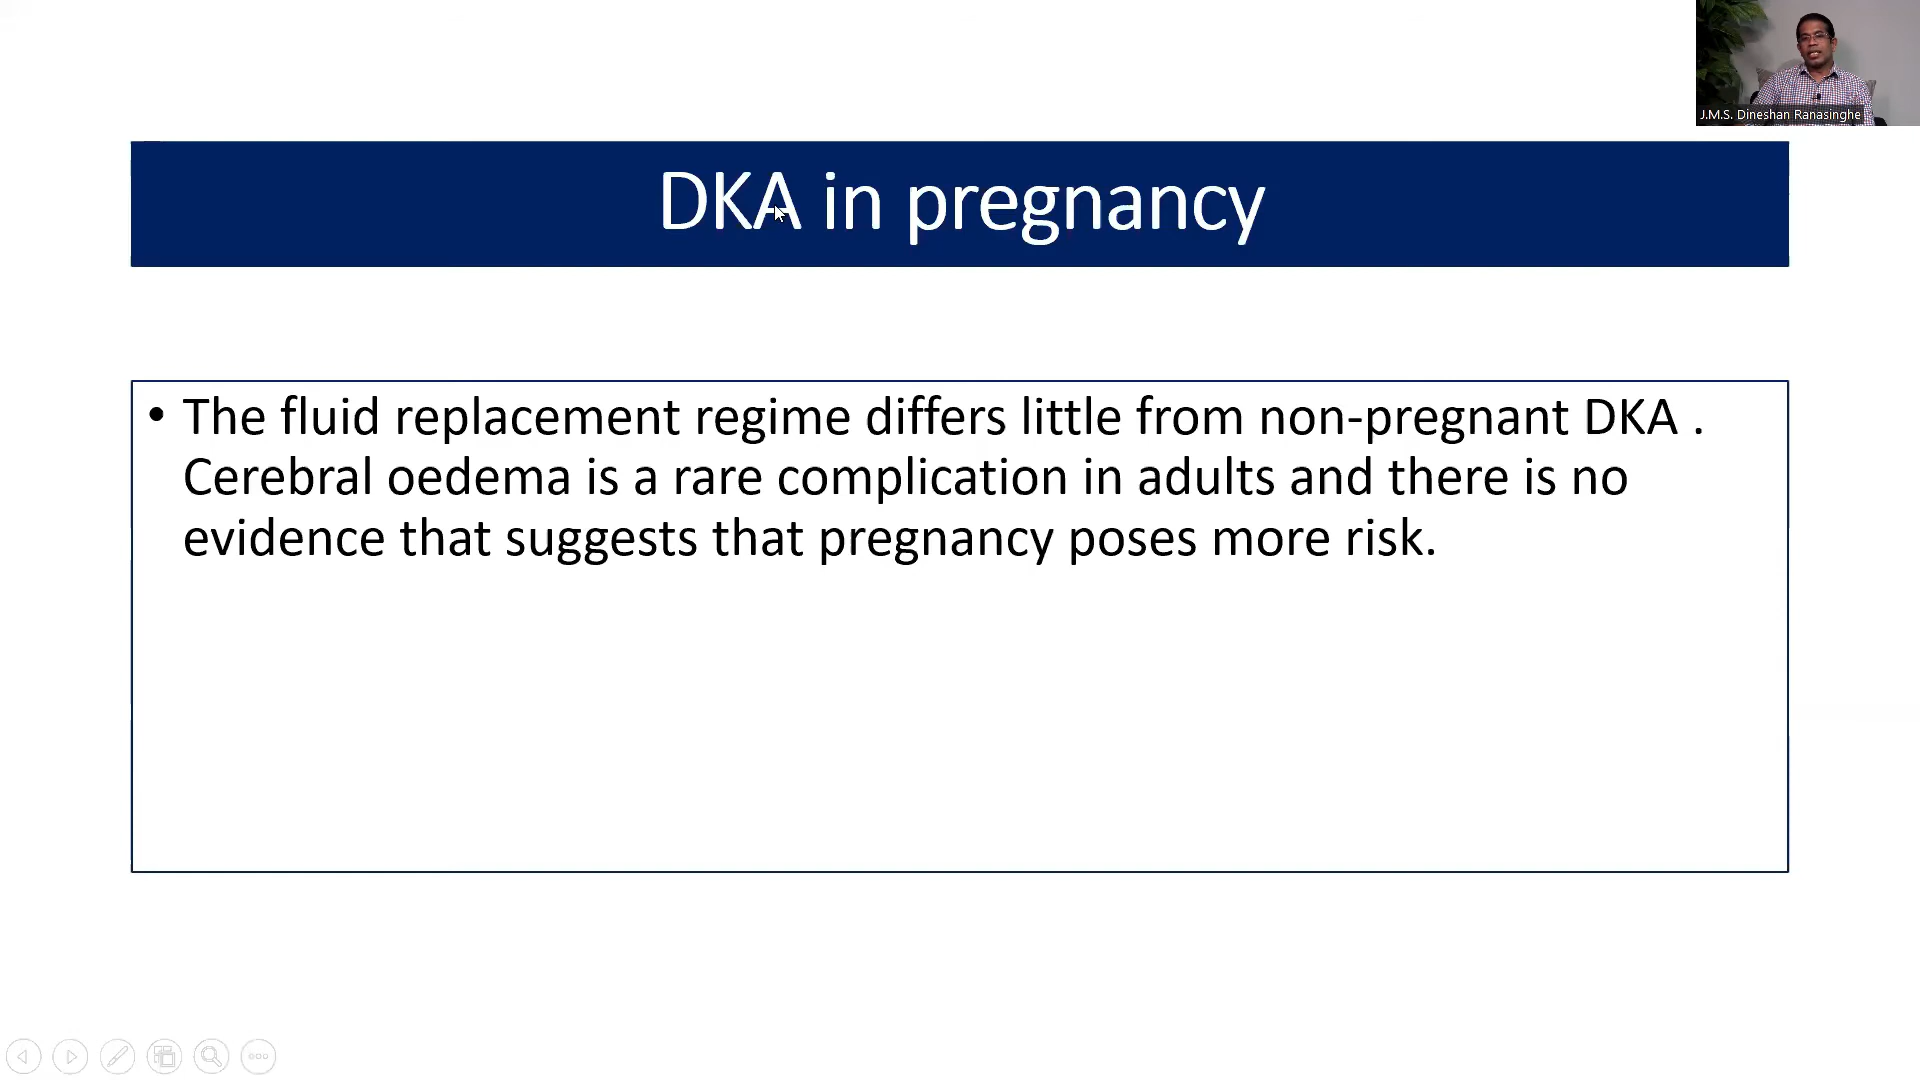 J.M.S. Dineshan Ranasinghe
DKA in pregnancy
• The fluid replacement regime differs little from non-pregnant DKA .
Cerebral oedema is a rare complication in adults and there is no
evidence that suggests that pregnancy poses more risk.